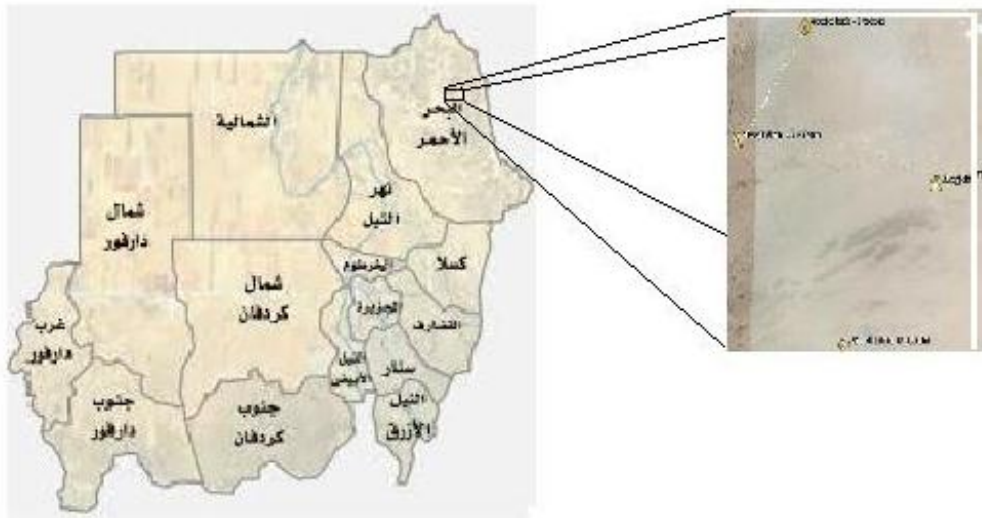 البحر
الأحمر
الشمالية
نهر
النيل
شمال
دارفور
كسلا
الخرطوم
شمال
كردفان
الجزيرة
القضارف
غرب
دارفور
النيل
الأبيض
سنار
جنوب
دارفور
جنوب
كردفان
النيل
الأزرق